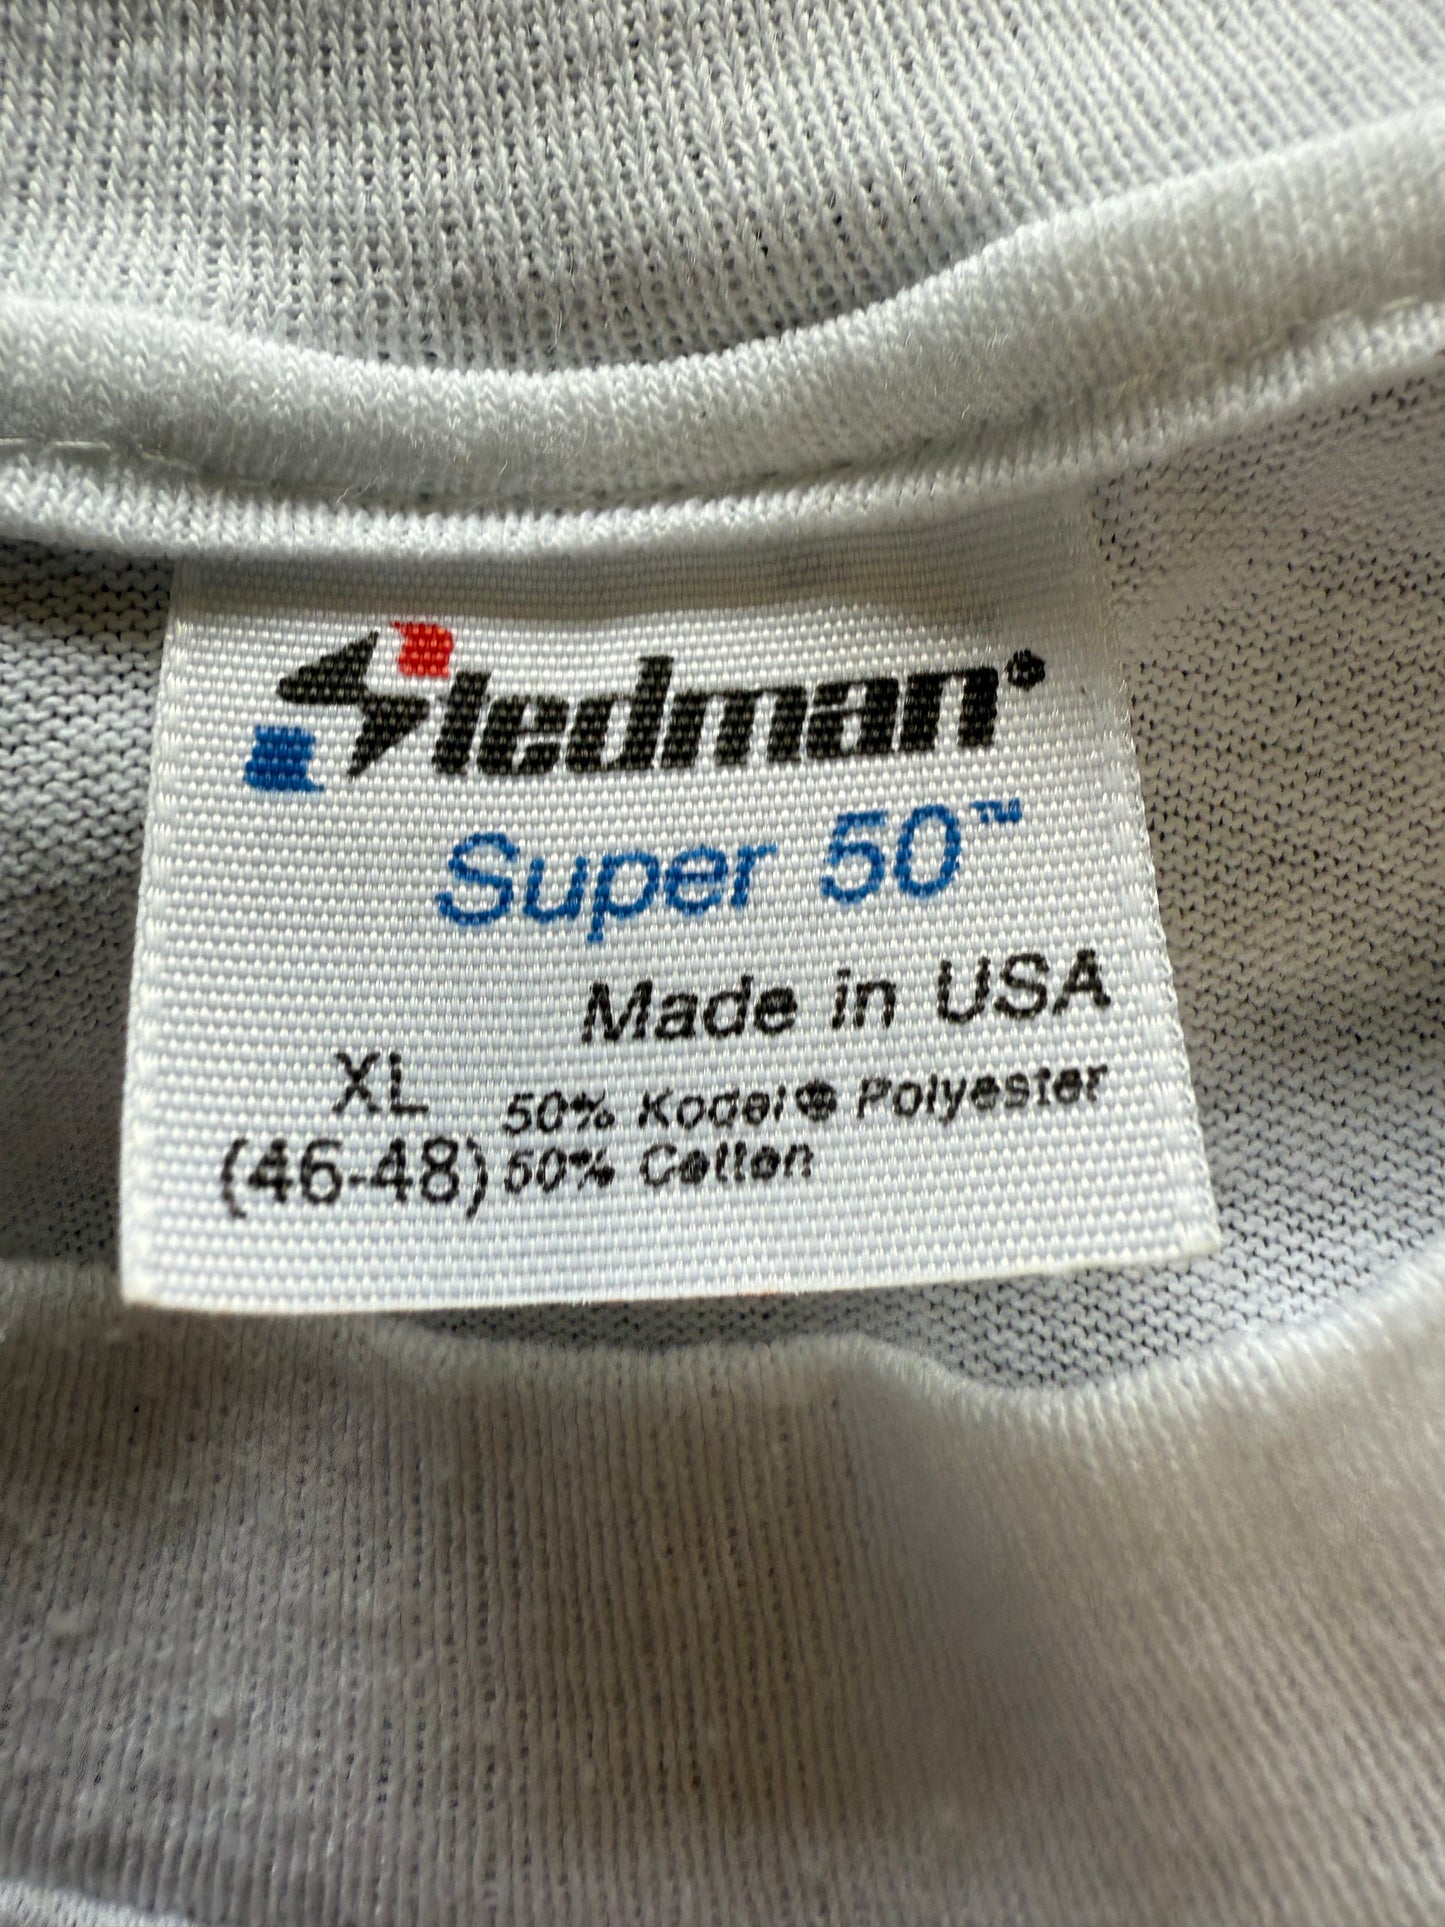 Stedman®
Super 50™
Made in USA
XL
50% Kodel® Polyester
(46-48) 50% Cotton